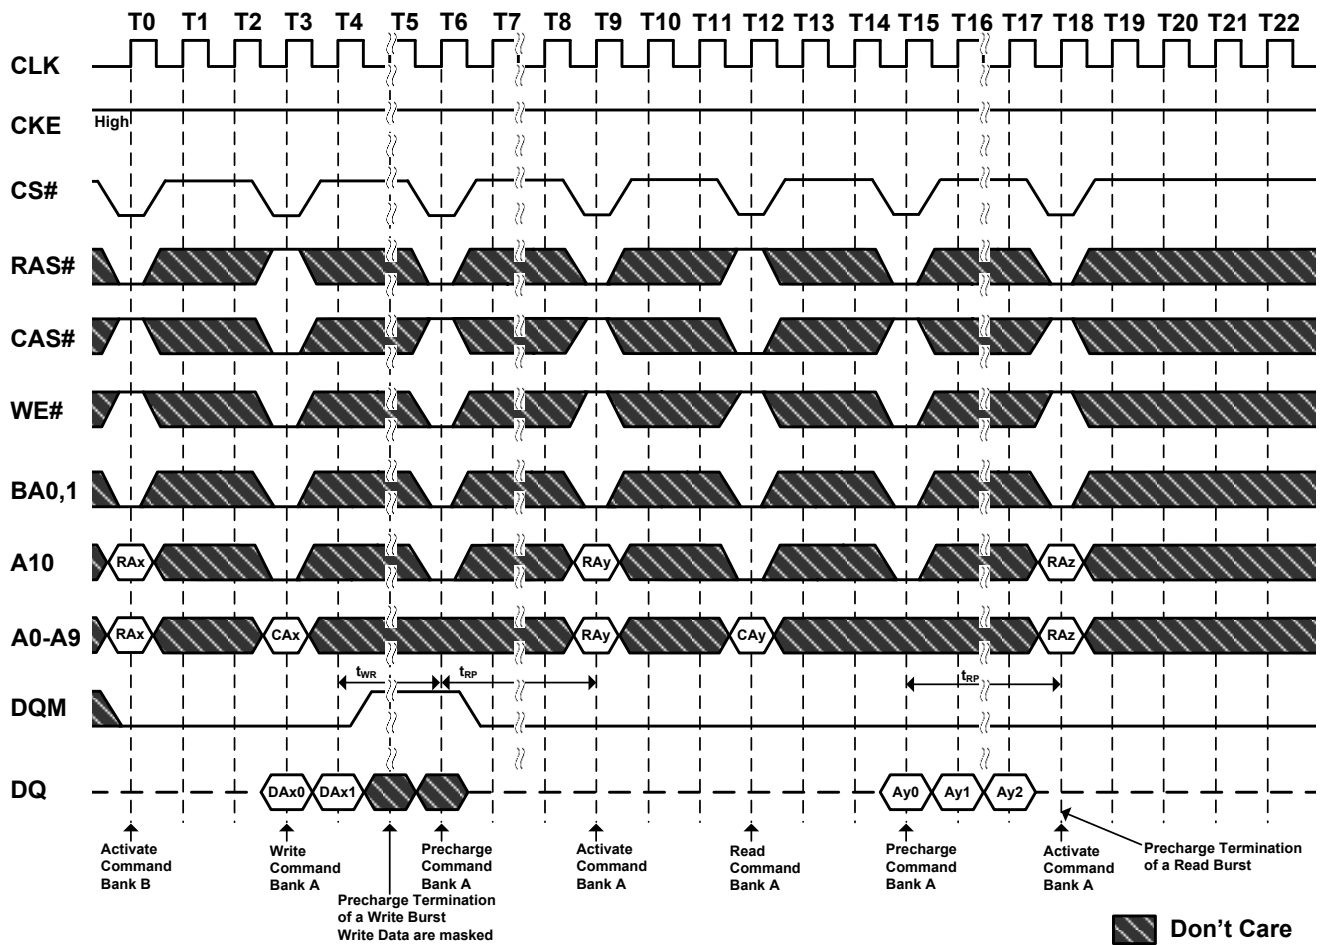 T0 T1 T2 T3 T4 T5 T6 T7 T8 T9 T10 T11 T12 T13 T14 T15 T16 T17 T18 T19 T20 T21 T22
CLK
CKE High
CS#
RAS#
CAS#
WE#
BA0,1
A10 RAx RAy RAz
A0-A9 RAx CAx RAy CAy RAz
tWR tRP tRP
DQM
DQ DAx0 DAx1 Ay0 Ay1 Ay2
Activate
Command
Bank B
Write
Command
Bank A
Precharge Termination
of a Write Burst
Write Data are masked
Precharge
Command
Bank A
Activate
Command
Bank A
Read
Command
Bank A
Precharge
Command
Bank A
Activate
Command
Bank A
Precharge Termination
of a Read Burst
Don't Care